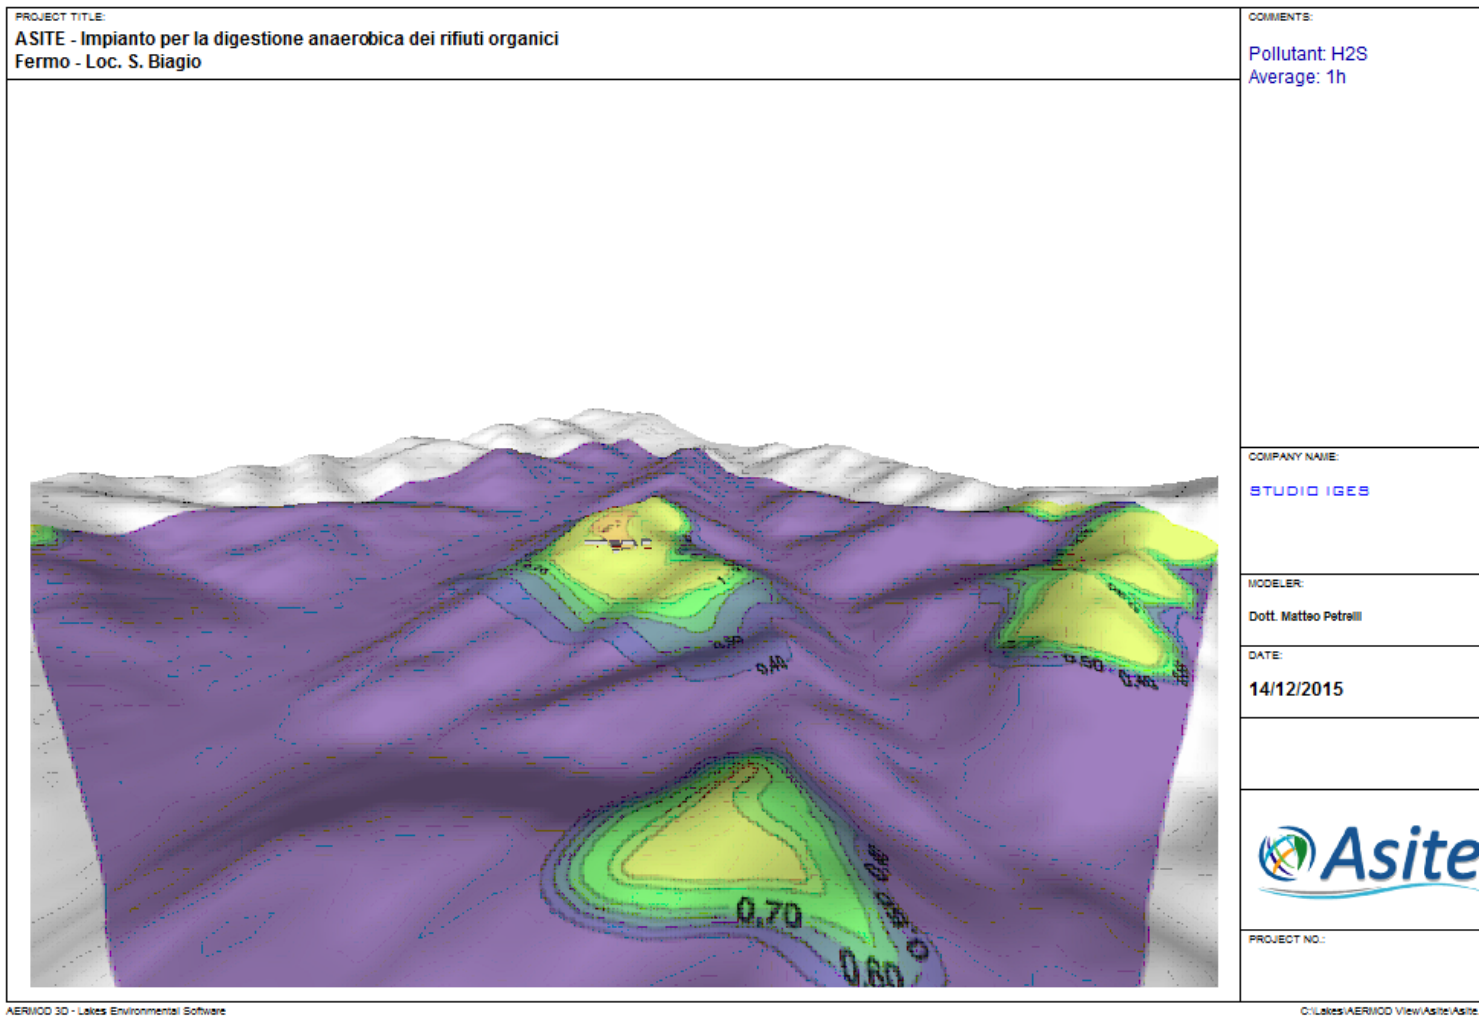 PROJECT TITLE:
ASITE - Impianto per la digestione anaerobica dei rifiuti organici
Fermo - Loc. S. Biagio
COMMENTS:
Pollutant: H2S
Average: 1h
COMPANY NAME:
STUDIO IGES
MODELER:
Dott. Matteo Petrelli
DATE:
14/12/2015
Asite
PROJECT NO.:
0.40
0.50
0.70
0.60
AERMOD 3D - Lakes Environmental Software
C:\Lakes\AERMOD View\Asite\Asite